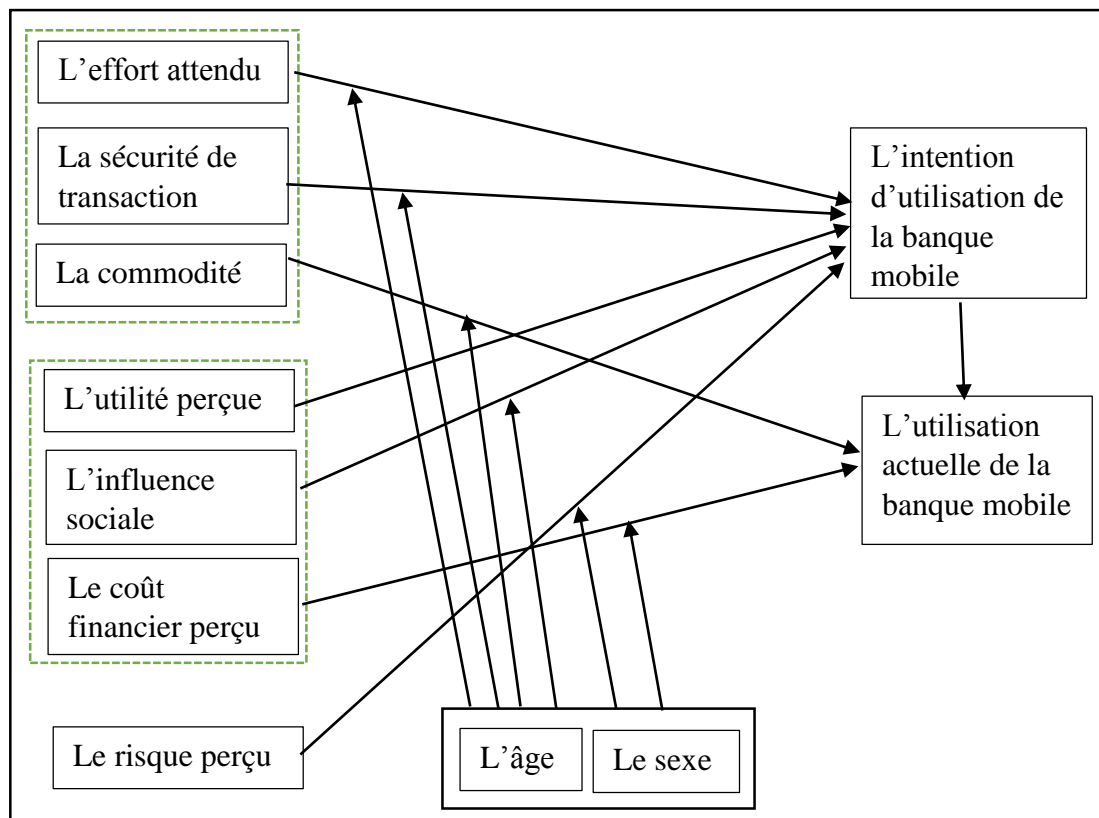 L’effort attendu
La sécurité de
transaction
La commodité
L’utilité perçue
L’influence
sociale
Le coût
financier perçu
Le risque perçu
L’âge
Le sexe
L’intention
d’utilisation de
la banque
mobile
L’utilisation
actuelle de la
banque mobile